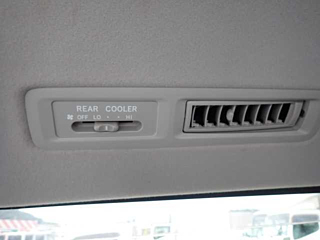 REAR COOLER
OFF LO • • HI